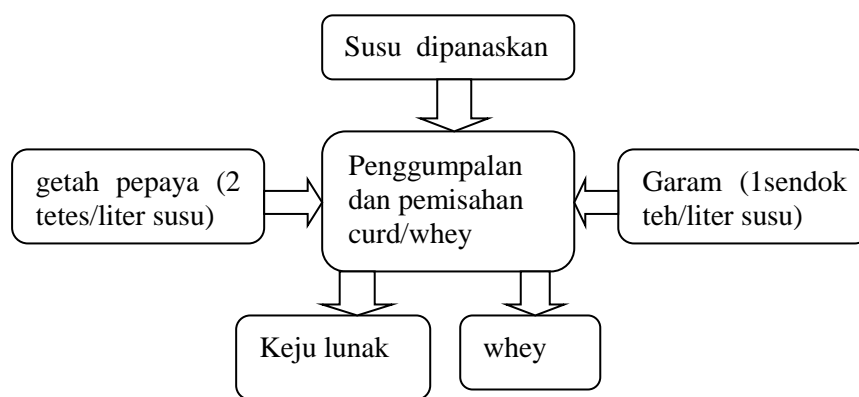 Susu dipanaskan
getah pepaya (2
tetes/liter susu)
Penggumpalan
dan pemisahan
curd/whey
Garam (1sendok
teh/liter susu)
Keju lunak
whey